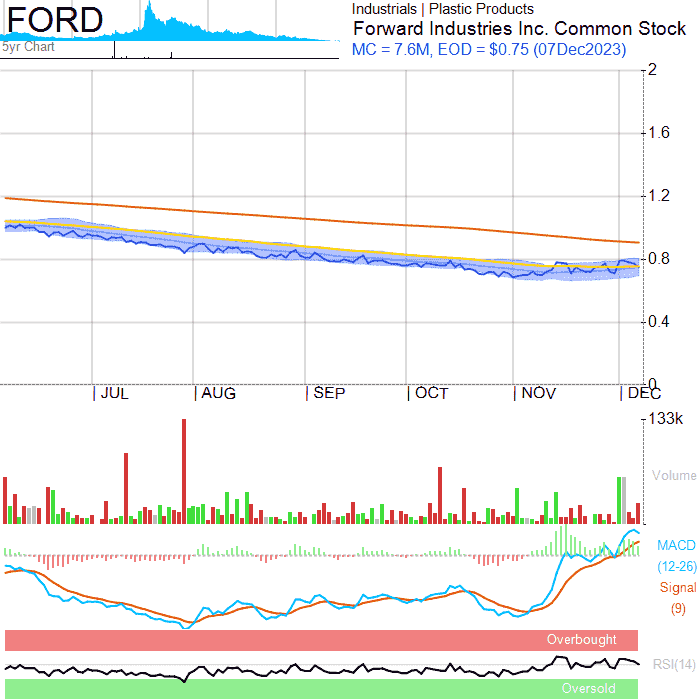 FORD
5yr Chart
Industrials | Plastic Products
Forward Industries Inc. Common Stock
MC = 7.6M, EOD = $0.75 (07Dec2023)
2
1.6
1.2
0.8
0.4
0
JUL AUG SEP OCT NOV DEC
133k
Volume
MACD
(12-26)
Signal
(9)
Overbought
RSI(14)
Oversold